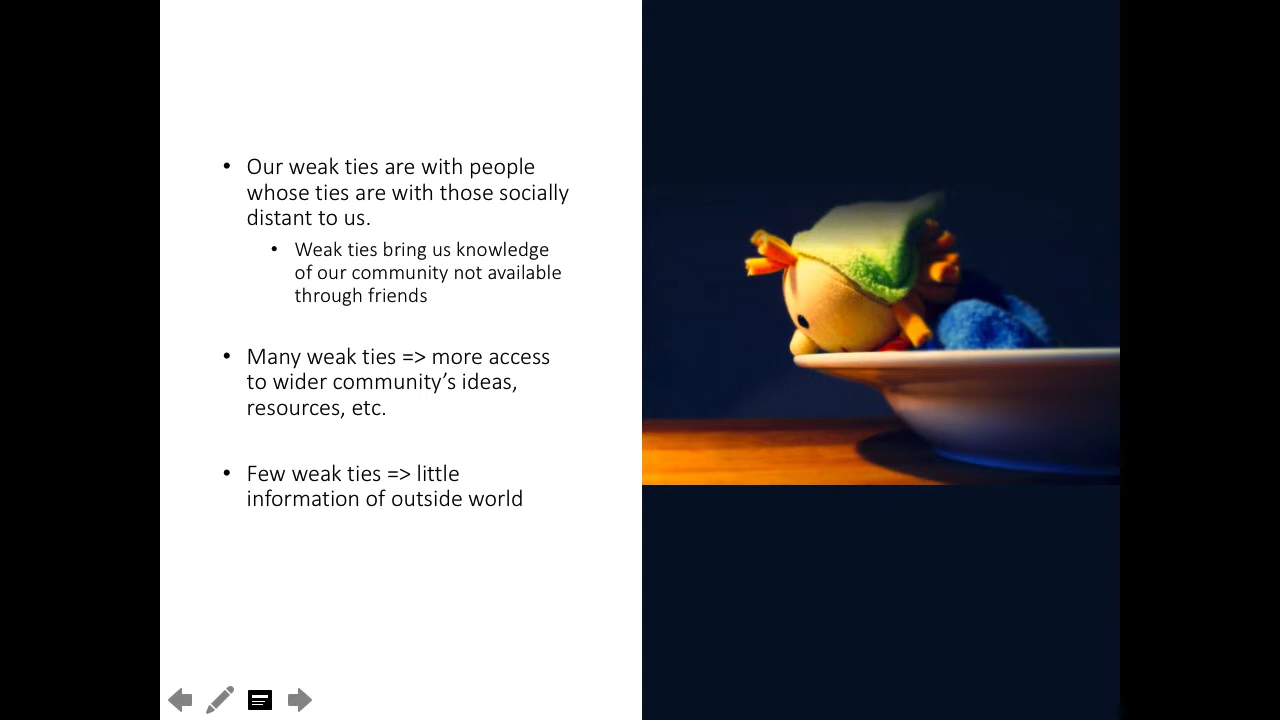 • Our weak ties are with people
whose ties are with those socially
distant to us.
• Weak ties bring us knowledge
of our community not available
through friends
• Many weak ties => more access
to wider community’s ideas,
resources, etc.
• Few weak ties => little
information of outside world